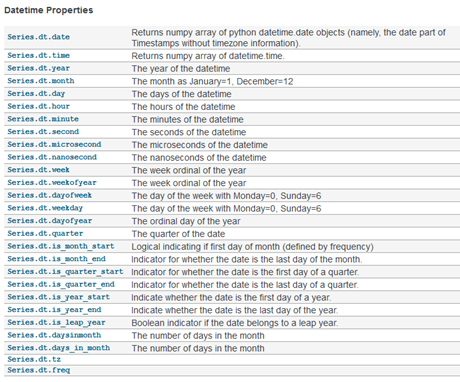 Datetime Properties
Series.dt.date Returns numpy array of python datetime.date objects (namely, the date part of
Timestamps without timezone information).
Series.dt.time Returns numpy array of datetime.time.
Series.dt.year The year of the datetime
Series.dt.month The month as January=1, December=12
Series.dt.day The days of the datetime
Series.dt.hour The hours of the datetime
Series.dt.minute The minutes of the datetime
Series.dt.second The seconds of the datetime
Series.dt.microsecond The microseconds of the datetime
Series.dt.nanosecond The nanoseconds of the datetime
Series.dt.week The week ordinal of the year
Series.dt.weekofyear The week ordinal of the year
Series.dt.dayofweek The day of the week with Monday=0, Sunday=6
Series.dt.weekday The day of the week with Monday=0, Sunday=6
Series.dt.dayofyear The ordinal day of the year
Series.dt.quarter The quarter of the date
Series.dt.is_month_start Logical indicating if first day of month (defined by frequency)
Series.dt.is_month_end Indicator for whether the date is the last day of the month.
Series.dt.is_quarter_start Indicator for whether the date is the first day of a quarter.
Series.dt.is_quarter_end Indicator for whether the date is the last day of a quarter.
Series.dt.is_year_start Indicate whether the date is the first day of a year.
Series.dt.is_year_end Indicate whether the date is the last day of the year.
Series.dt.is_leap_year Boolean indicator if the date belongs to a leap year.
Series.dt.daysinmonth The number of days in the month
Series.dt.days_in_month The number of days in the month
Series.dt.tz
Series.dt.freq